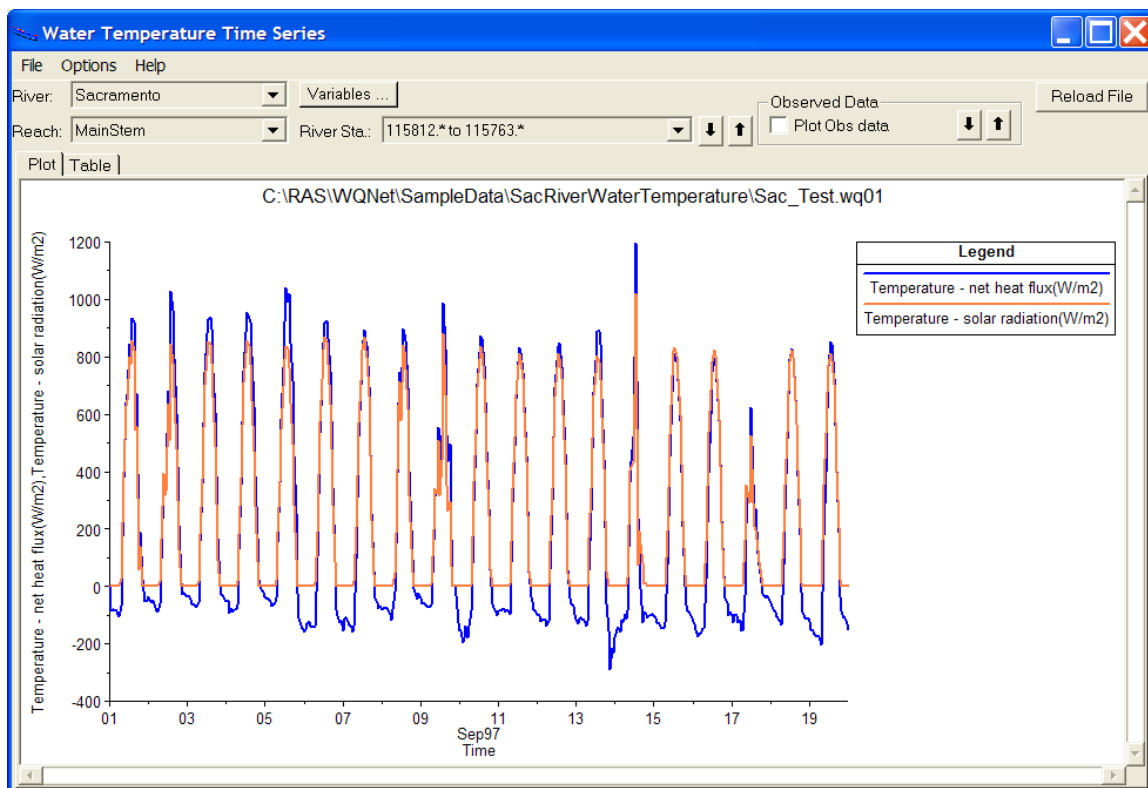 Water Temperature Time Series
File Options Help
River: Sacramento Variables ... Reload File
Observed Data
Reach: MainStem River Sta.: 115812.* to 115763.* Plot Obs data
Plot Table
C:\RAS\WQNet\SampleData\SacRiverWaterTemperature\Sac_Test.wq01
Temperature - net heat flux(W/m2),Temperature - solar radiation(W/m2)
1200
1000
800
600
400
200
0
-200
-400
01 03 05 07 09 11 13 15 17 19
Sep97
Time
Legend
Temperature - net heat flux(W/m2)
Temperature - solar radiation(W/m2)